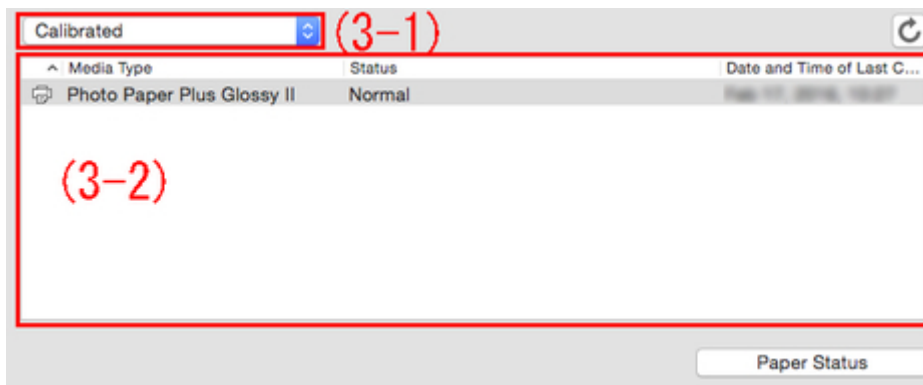 Calibrated (3-1)
Media Type Status Date and Time of Last C...
Photo Paper Plus Glossy II Normal
(3-2)
Paper Status